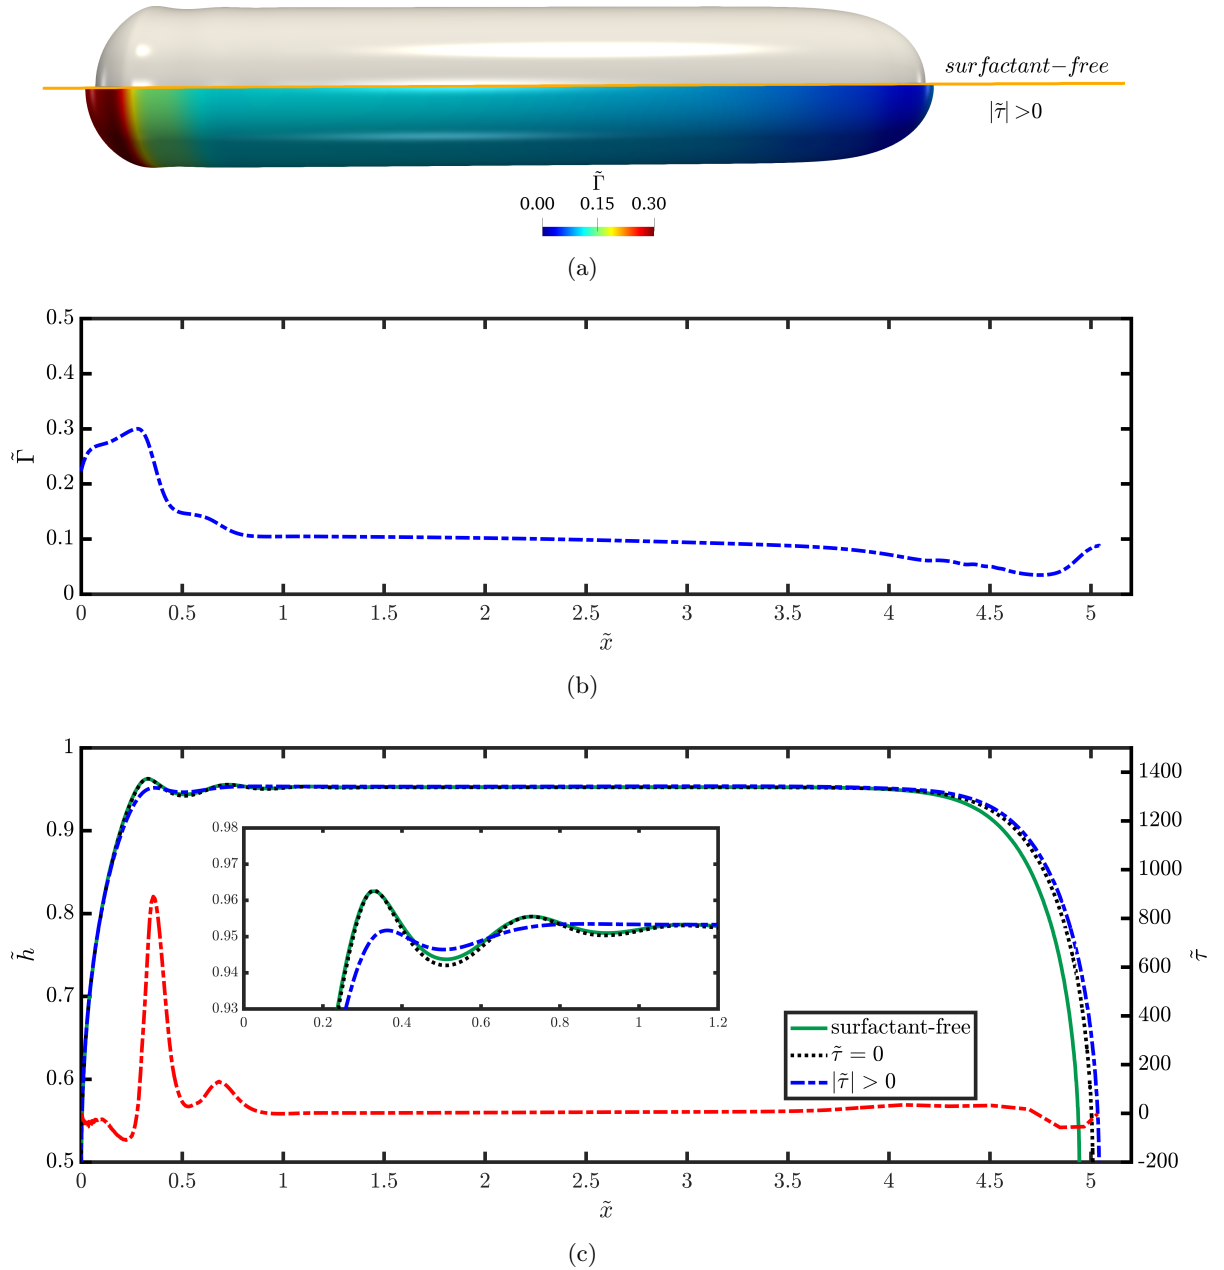 surfactant−free
|τ̃| >0
Γ̃
0.00 0.15 0.30
(a)
0.5
0.4
0.3
0.2
0.1
0
Γ̃
0 0.5 1 1.5 2 2.5 3 3.5 4 4.5 5
x̃
(b)
1
0.9
0.8
0.7
0.6
0.5
h̃
0.98
0.97
0.96
0.95
0.94
0.93
0 0.2 0.4 0.6 0.8 1 1.2
surfactant-free
τ̃ = 0
|τ̃| > 0
1400
1200
1000
800
600
400
200
0
-200
τ̃
0 0.5 1 1.5 2 2.5 3 3.5 4 4.5 5
x̃
(c)